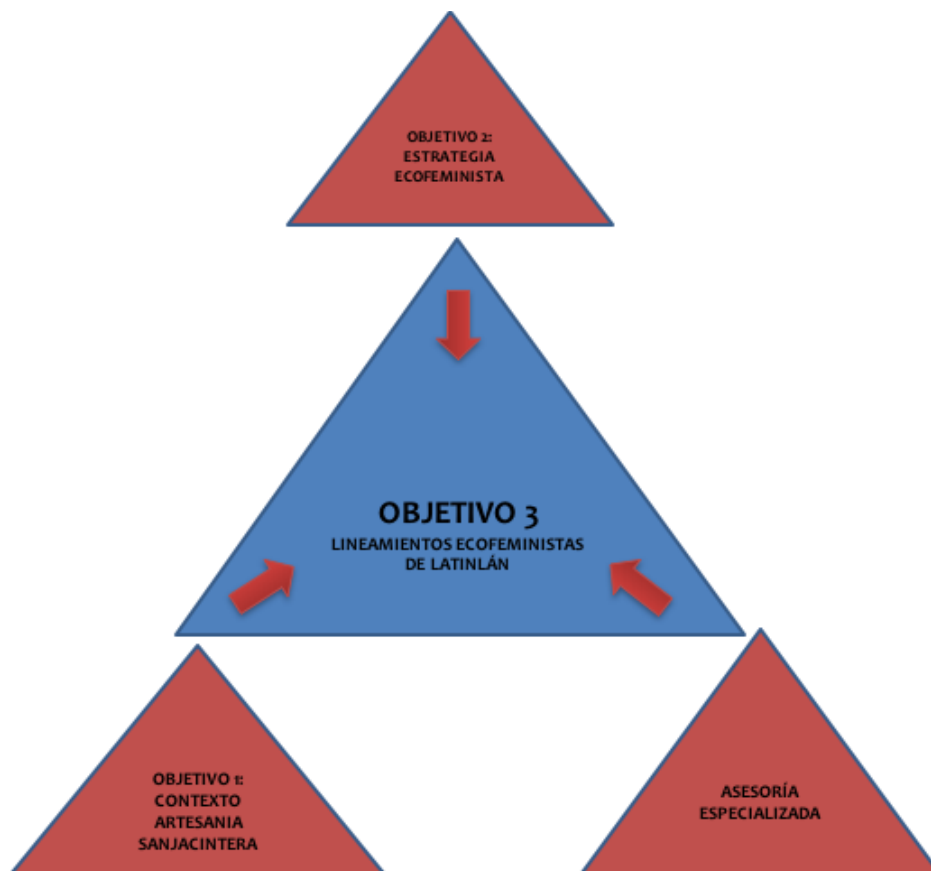 OBJETIVO 2:
ESTRATEGIA
ECOFEMINISTA
OBJETIVO 3
LINEAMIENTOS ECOFEMINISTAS
DE LATINLÁN
OBJETIVO 1:
CONTEXTO
ARTESANIA
SANJACINTERA
ASESORÍA
ESPECIALIZADA